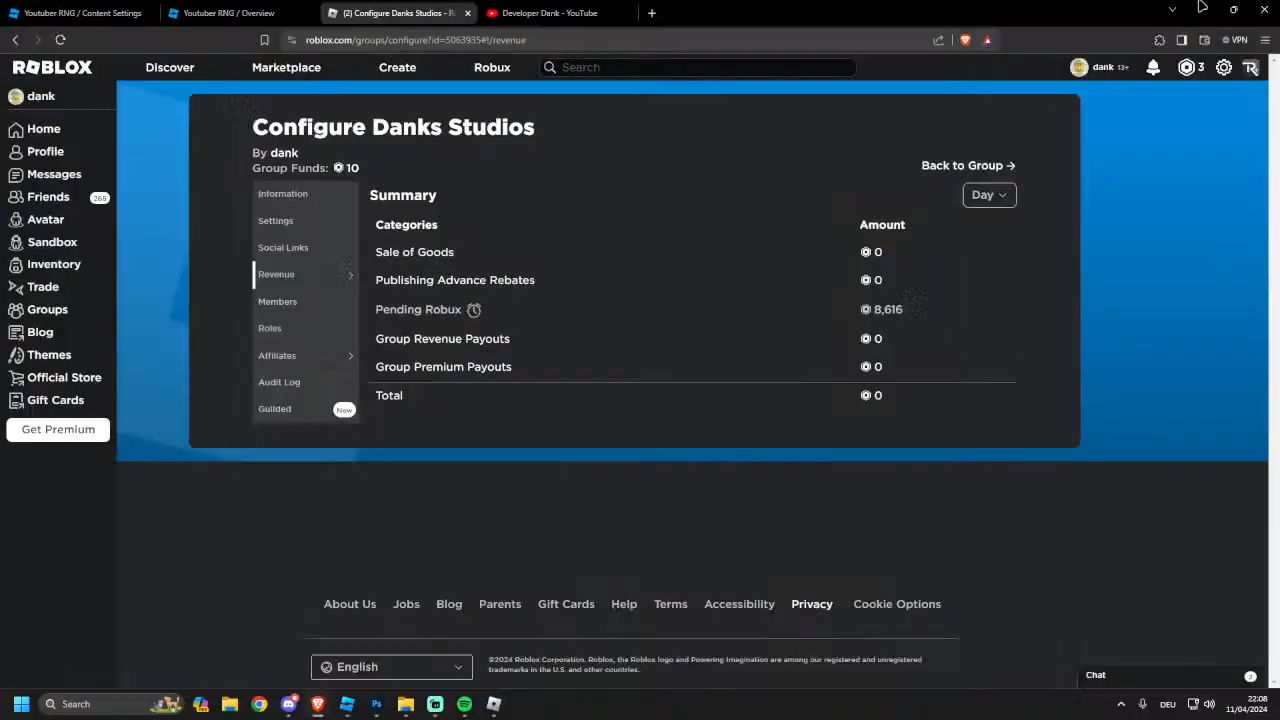 Youtuber RNG / Content Settings
Youtuber RNG / Overview
(2) Configure Danks Studios - Ro
Developer Dank - YouTube
roblox.com/groups/configure?id=5063935#!/revenue
VPN
ROBLOX
Discover
Marketplace
Create
Robux
Search
dank 13+
3
dank
Home
Profile
Messages
Friends
265
Avatar
Sandbox
Inventory
Trade
Groups
Blog
Themes
Official Store
Gift Cards
Get Premium
Configure Danks Studios
By dank
Group Funds: 10
Back to Group
Information
Settings
Social Links
Revenue
Members
Roles
Affiliates
Audit Log
Guilded
Now
Summary
Day
Categories Amount
Sale of Goods 0
Publishing Advance Rebates 0
Pending Robux 8,616
Group Revenue Payouts 0
Group Premium Payouts 0
Total 0
About Us Jobs Blog Parents Gift Cards Help Terms Accessibility Privacy Cookie Options
English
©2024 Roblox Corporation. Roblox, the Roblox logo and Powering Imagination are among our registered and unregistered
trademarks in the U.S. and other countries.
Chat
2
Search
DEU
22:08
11/04/2024